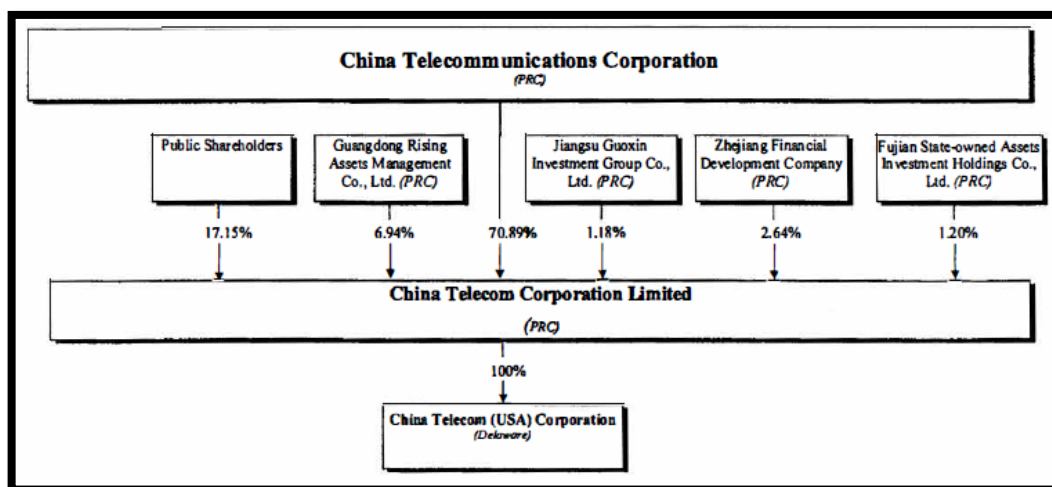 China Telecommunications Corporation
(PRC)
Public Shareholders
Guangdong Rising
Assets Management
Co., Ltd. (PRC)
Jiangsu Guoxin
Investment Group Co.,
Ltd. (PRC)
Zhejiang Financial
Development Company
(PRC)
Fujian State-owned Assets
Investment Holdings Co.,
Ltd. (PRC)
17.15%
6.94%
70.89%
1.18%
2.64%
1.20%
China Telecom Corporation Limited
(PRC)
100%
China Telecom (USA) Corporation
(Delaware)